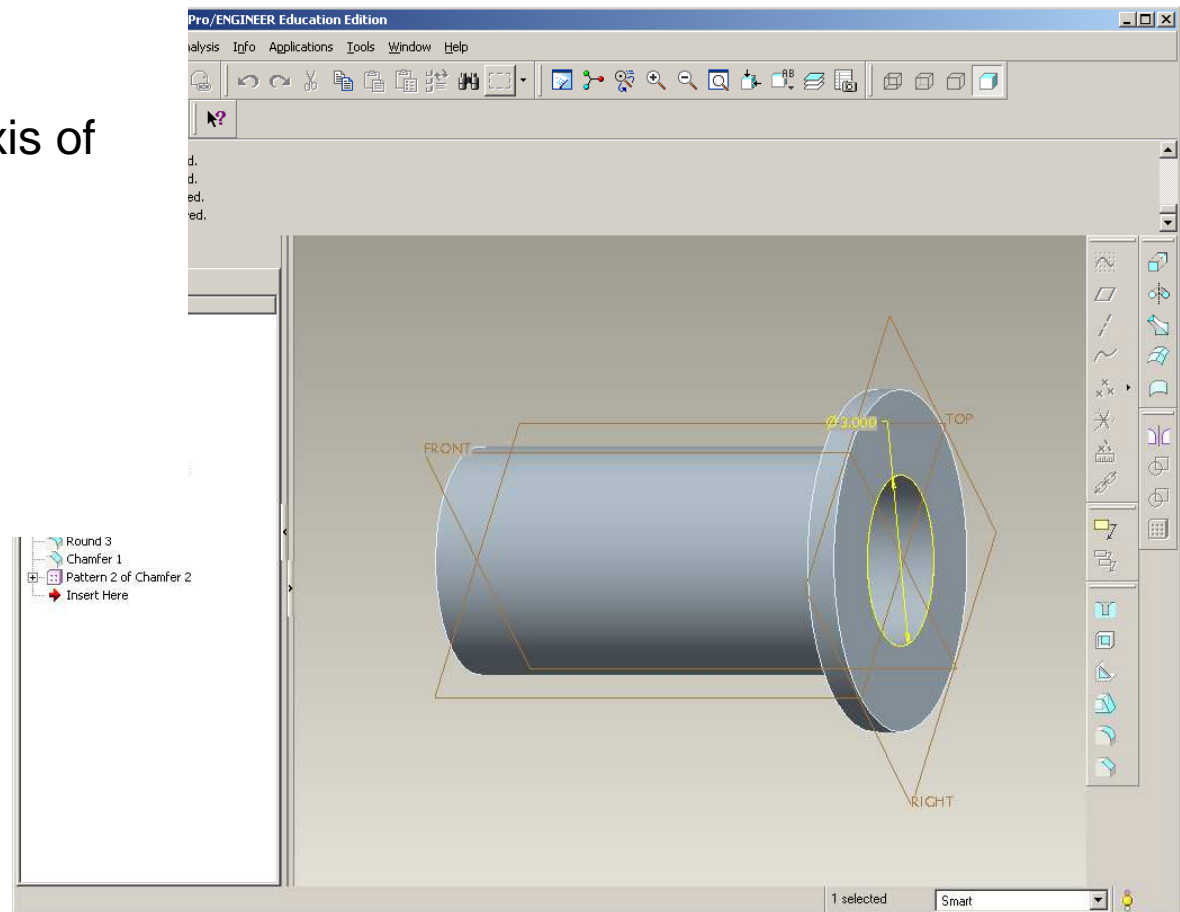 Pro/ENGINEER Education Edition
alysis Info Applications Tools Window Help
xis of
d.
d.
ed.
ed.
FRONT
Ø 3.000
TOP
RIGHT
Round 3
Chamfer 1
Pattern 2 of Chamfer 2
Insert Here
1 selected Smart